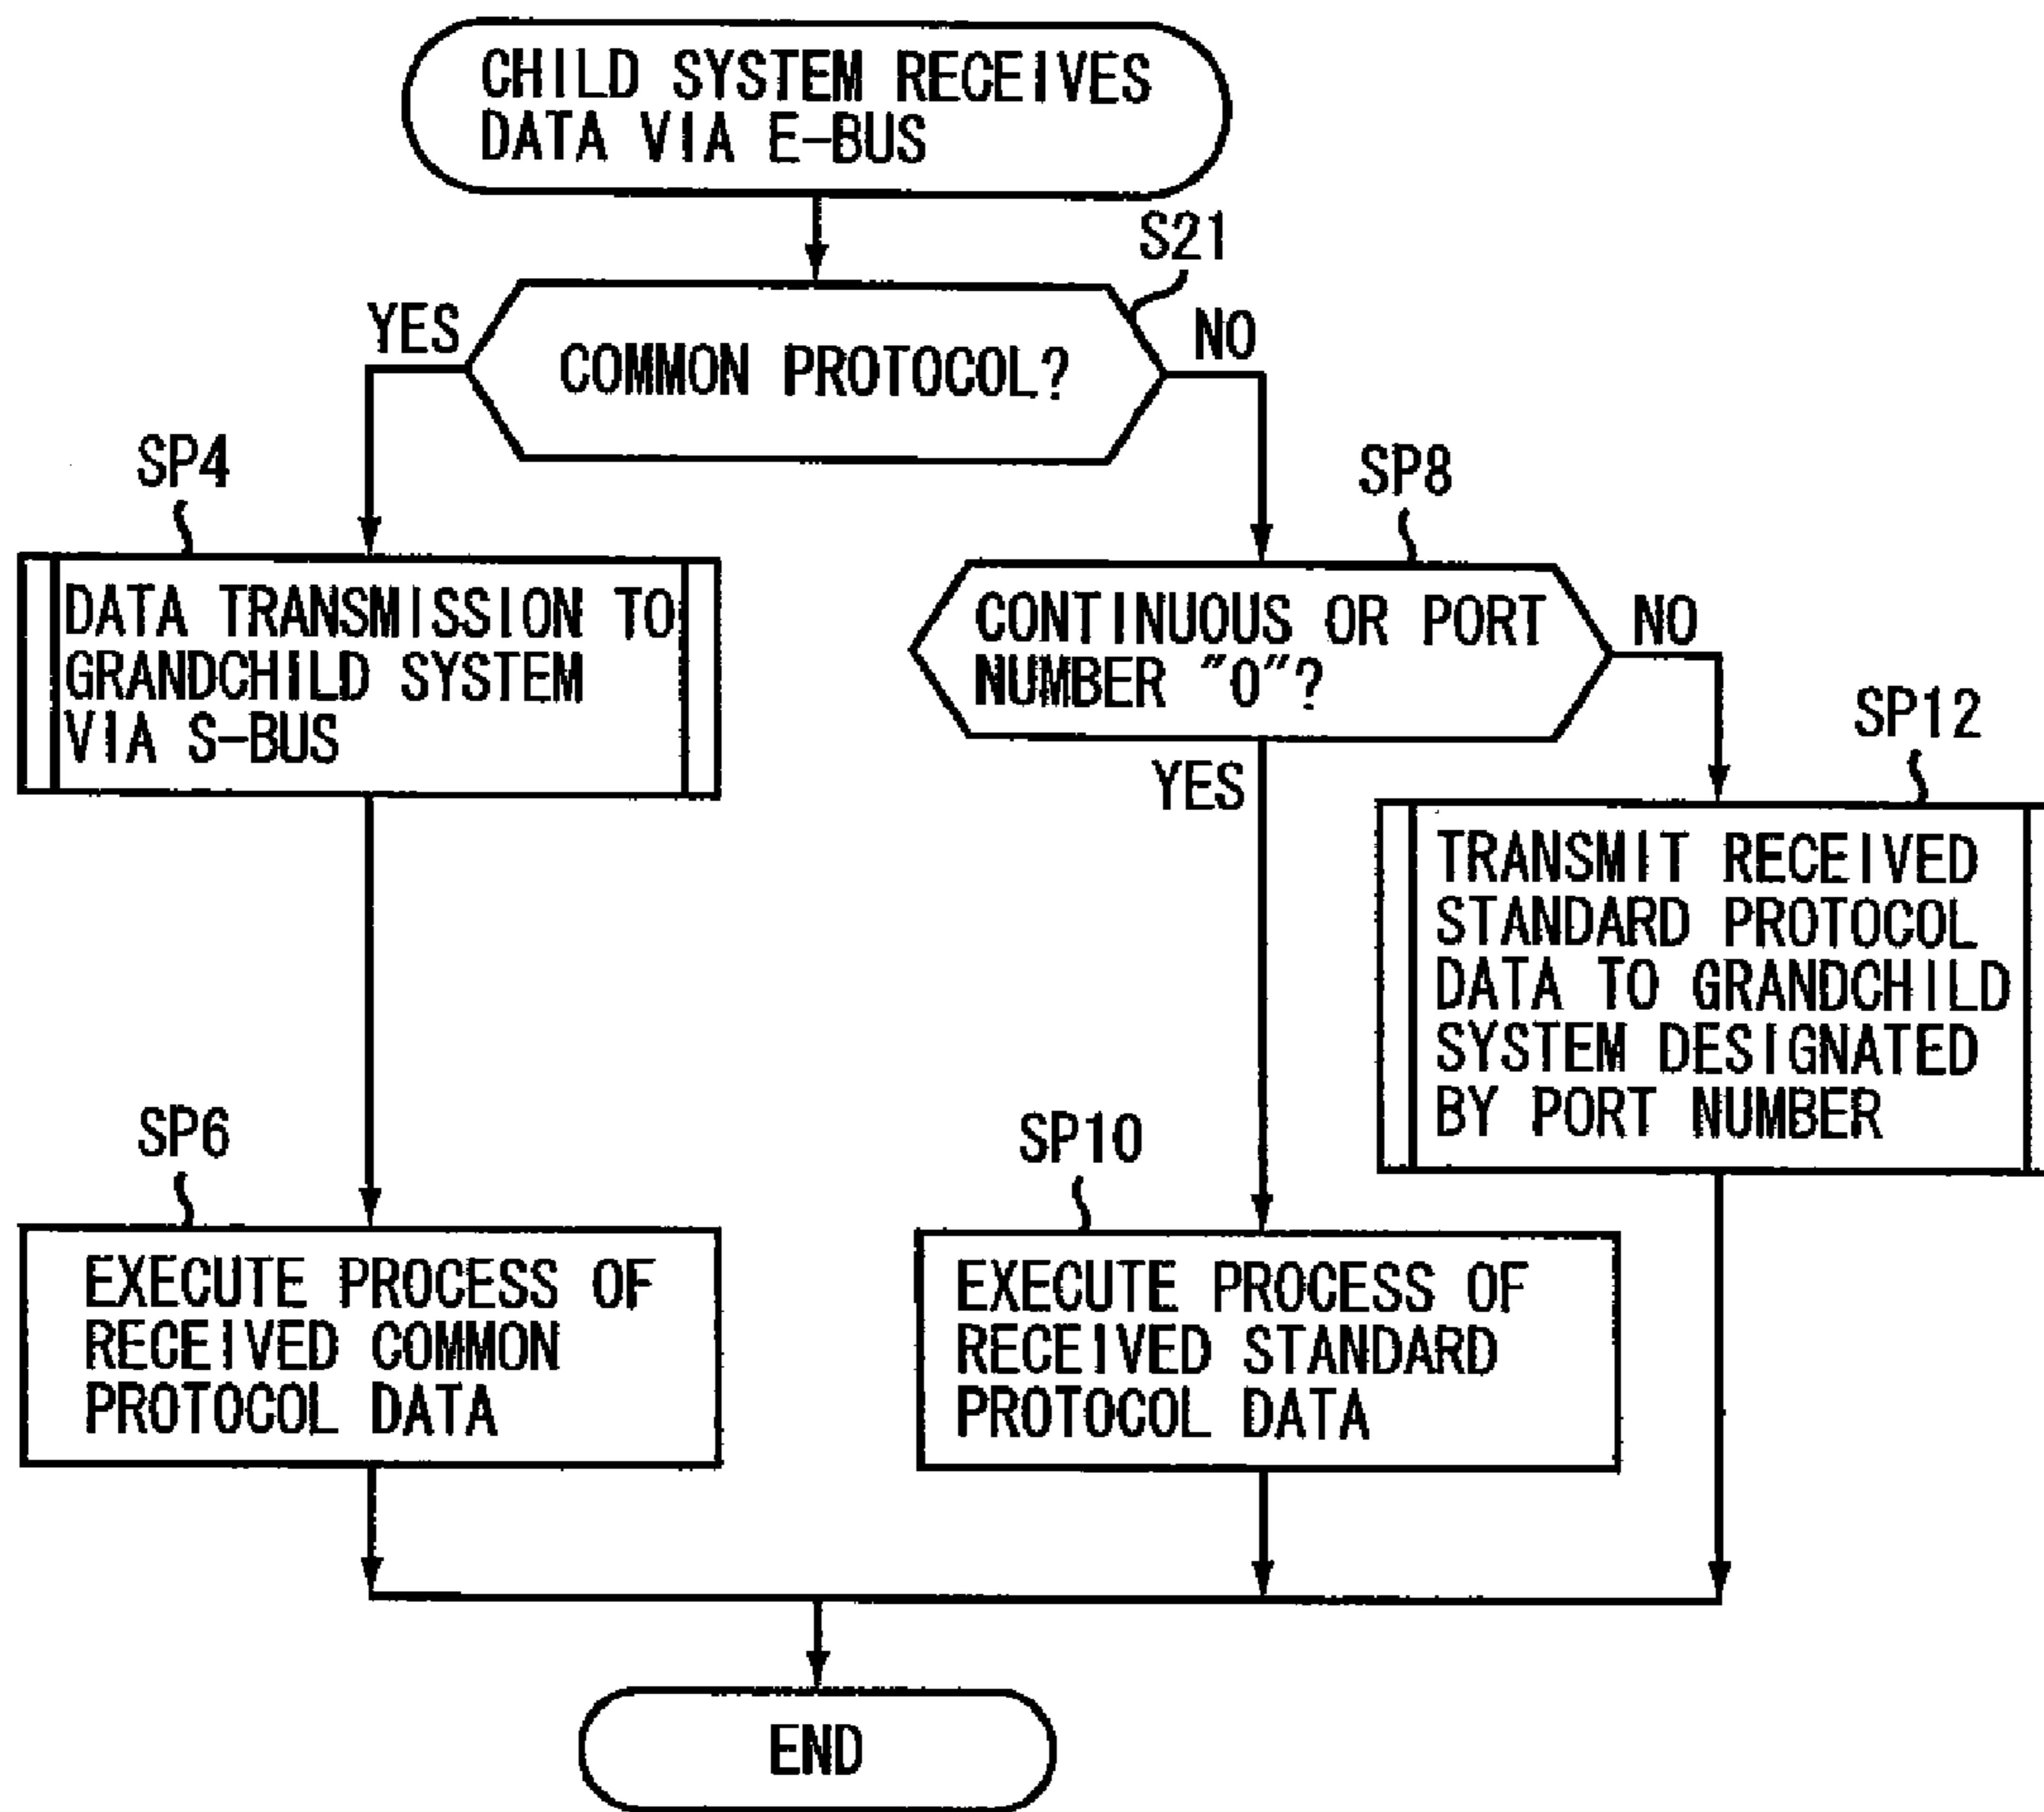 CHILD SYSTEM RECEIVES
DATA VIA E-BUS
S21
YES
NO
COMMON PROTOCOL?
SP4
SP8
DATA TRANSMISSION TO
GRANDCHILD SYSTEM
VIA S-BUS
CONTINUOUS OR PORT
NUMBER "0"?
NO
YES
SP12
TRANSMIT RECEIVED
STANDARD PROTOCOL
DATA TO GRANDCHILD
SYSTEM DESIGNATED
BY PORT NUMBER
SP6
EXECUTE PROCESS OF
RECEIVED COMMON
PROTOCOL DATA
SP10
EXECUTE PROCESS OF
RECEIVED STANDARD
PROTOCOL DATA
END